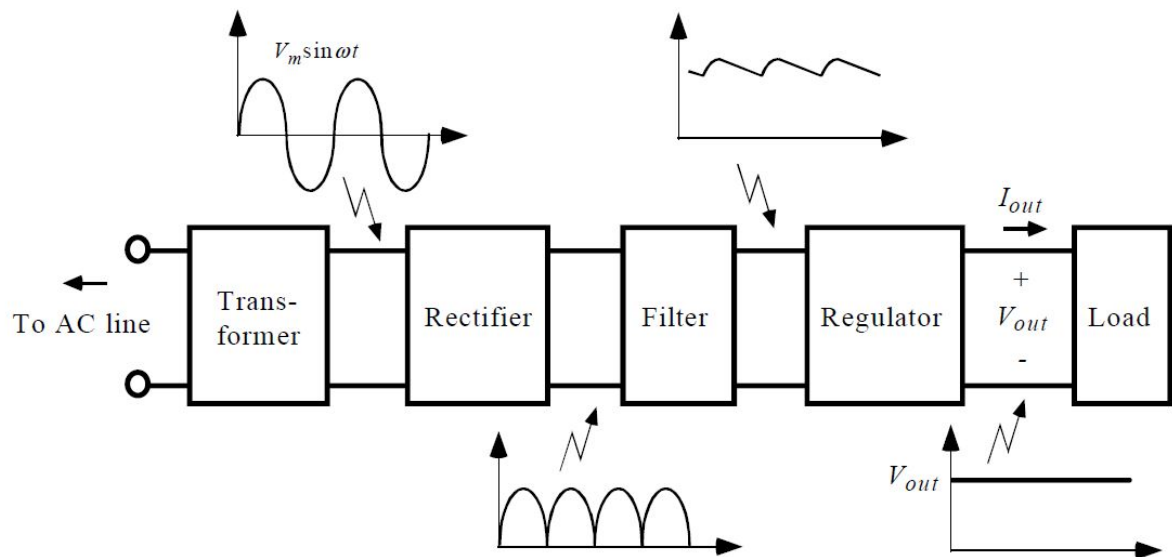 V_m sin ωt
I_out
To AC line
Trans-
former
Rectifier
Filter
Regulator
+
V_out
-
Load
V_out